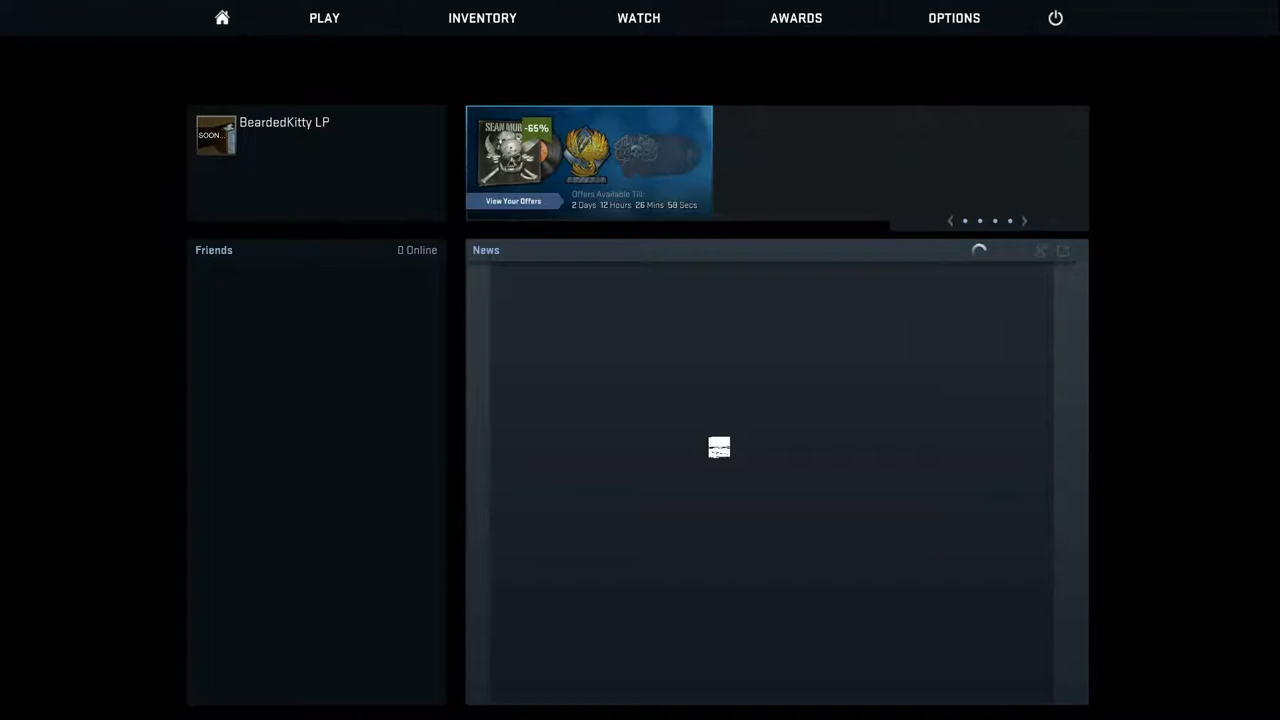 PLAY
INVENTORY
WATCH
AWARDS
OPTIONS
SOON...
BeardedKitty LP
SEAN MUR
-65%
View Your Offers
Offers Available Till:
2 Days 12 Hours 26 Mins 58 Secs
Friends
0 Online
News